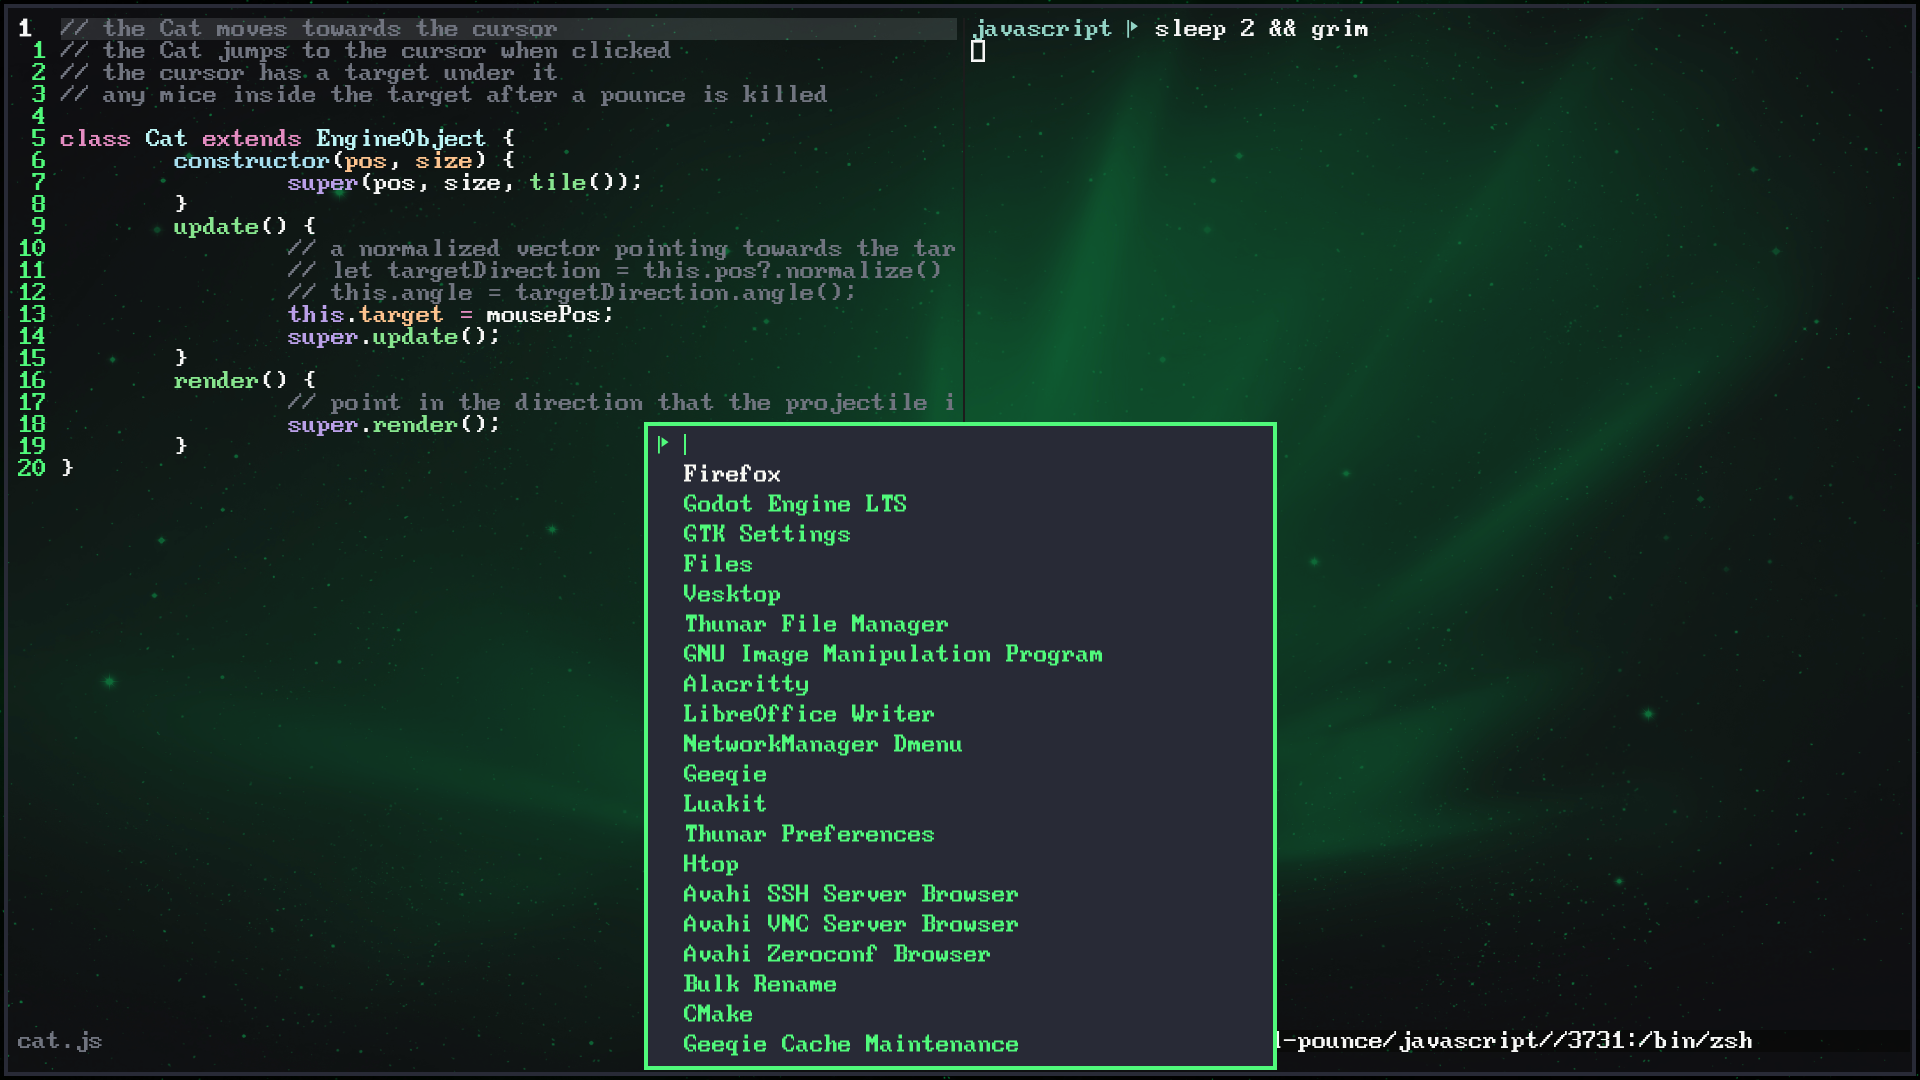 1 // the Cat moves towards the cursor
1 // the Cat jumps to the cursor when clicked
2 // the cursor has a target under it
3 // any mice inside the target after a pounce is killed
4
5 class Cat extends EngineObject {
6 constructor(pos, size) {
7 super(pos, size, tile());
8 }
9 update() {
10 // a normalized vector pointing towards the tar
11 // let targetDirection = this.pos?.normalize()
12 // this.angle = targetDirection.angle();
13 this.target = mousePos;
14 super.update();
15 }
16 render() {
17 // point in the direction that the projectile i
18 super.render();
19 }
20 }
cat.js
javascript |▸ sleep 2 && grim
|▸
Firefox
Godot Engine LTS
GTK Settings
Files
Vesktop
Thunar File Manager
GNU Image Manipulation Program
Alacritty
LibreOffice Writer
NetworkManager Dmenu
Geeqie
Luakit
Thunar Preferences
Htop
Avahi SSH Server Browser
Avahi VNC Server Browser
Avahi Zeroconf Browser
Bulk Rename
CMake
Geeqie Cache Maintenance
-pounce/javascript//3731:/bin/zsh